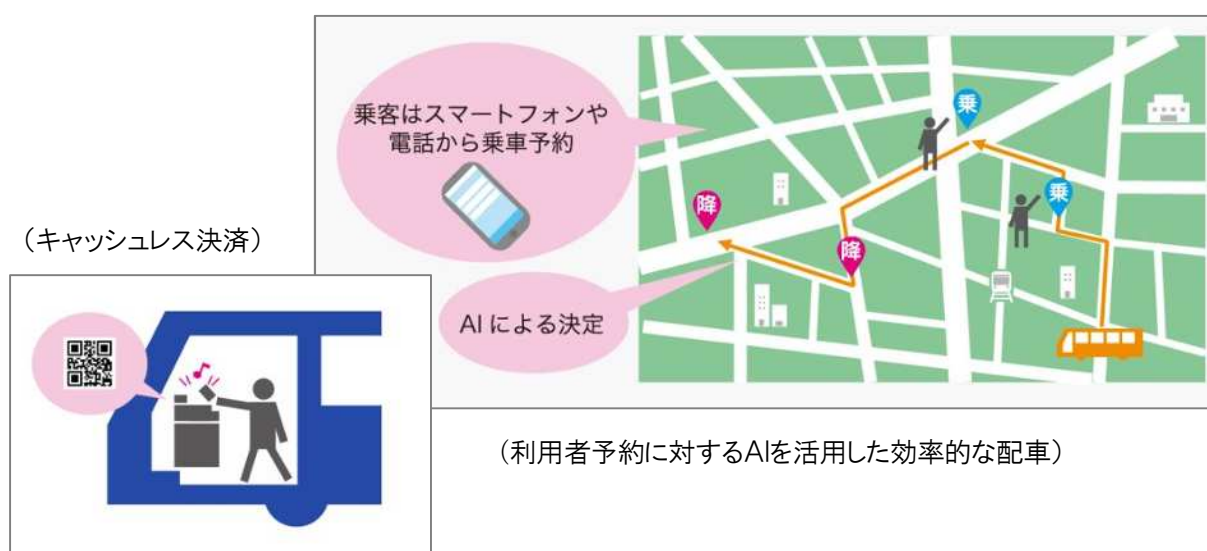 乗客はスマートフォンや
電話から乗車予約
乗
乗
降
降
AIによる決定
（キャッシュレス決済）
（利用者予約に対するAIを活用した効率的な配車）